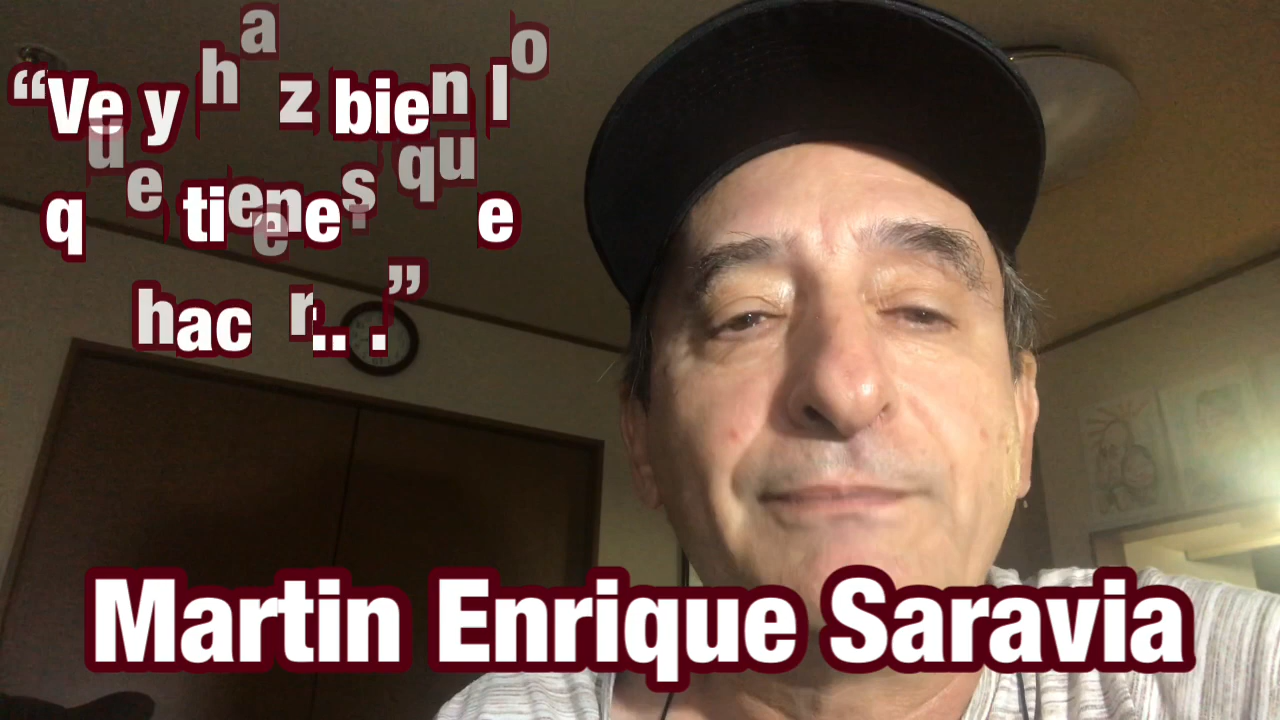 “Ve y haz bien lo
que tienes que
hacer...”
Martin Enrique Saravia